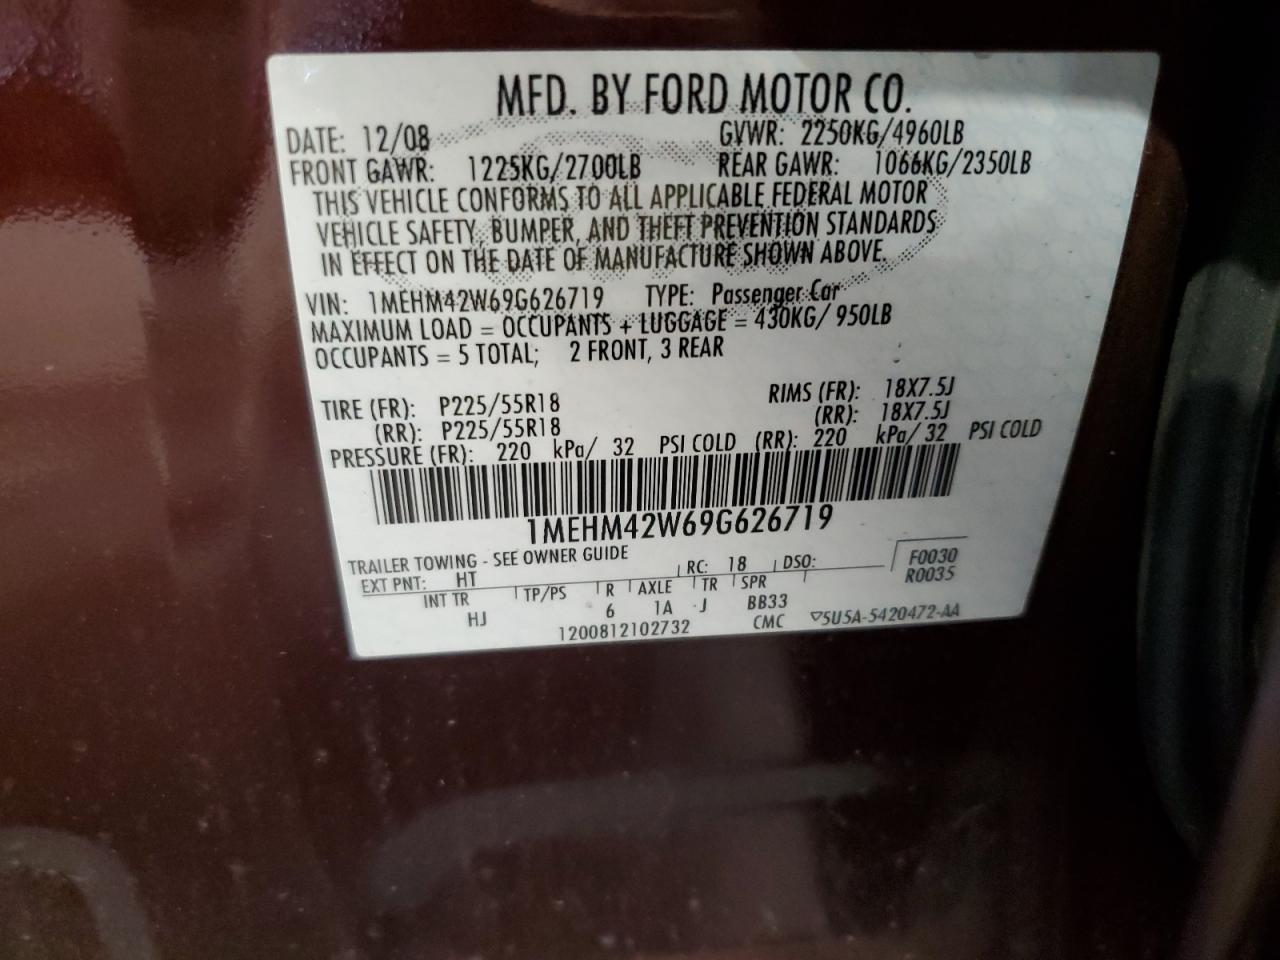 MFD. BY FORD MOTOR CO.
DATE: 12/08 GVWR: 2250KG/4960LB
FRONT GAWR: 1225KG/2700LB REAR GAWR: 1066KG/2350LB
THIS VEHICLE CONFORMS TO ALL APPLICABLE FEDERAL MOTOR
VEHICLE SAFETY, BUMPER, AND THEFT PREVENTION STANDARDS
IN EFFECT ON THE DATE OF MANUFACTURE SHOWN ABOVE.
VIN: 1MEHM42W69G626719 TYPE: Passenger Car
MAXIMUM LOAD = OCCUPANTS + LUGGAGE = 430KG/ 950LB
OCCUPANTS = 5 TOTAL; 2 FRONT, 3 REAR
TIRE (FR): P225/55R18 RIMS (FR): 18X7.5J
(RR): P225/55R18 (RR): 18X7.5J
PRESSURE (FR): 220 kPa/ 32 PSI COLD (RR): 220 kPa/ 32 PSI COLD
1MEHM42W69G626719
TRAILER TOWING - SEE OWNER GUIDE
EXT PNT: HT RC: 18 DSO: F0030
R0035
INT TR TP/PS R AXLE TR SPR
HJ 6 1A J BB33
1200812102732 CMC ▽5U5A-5420472-AA